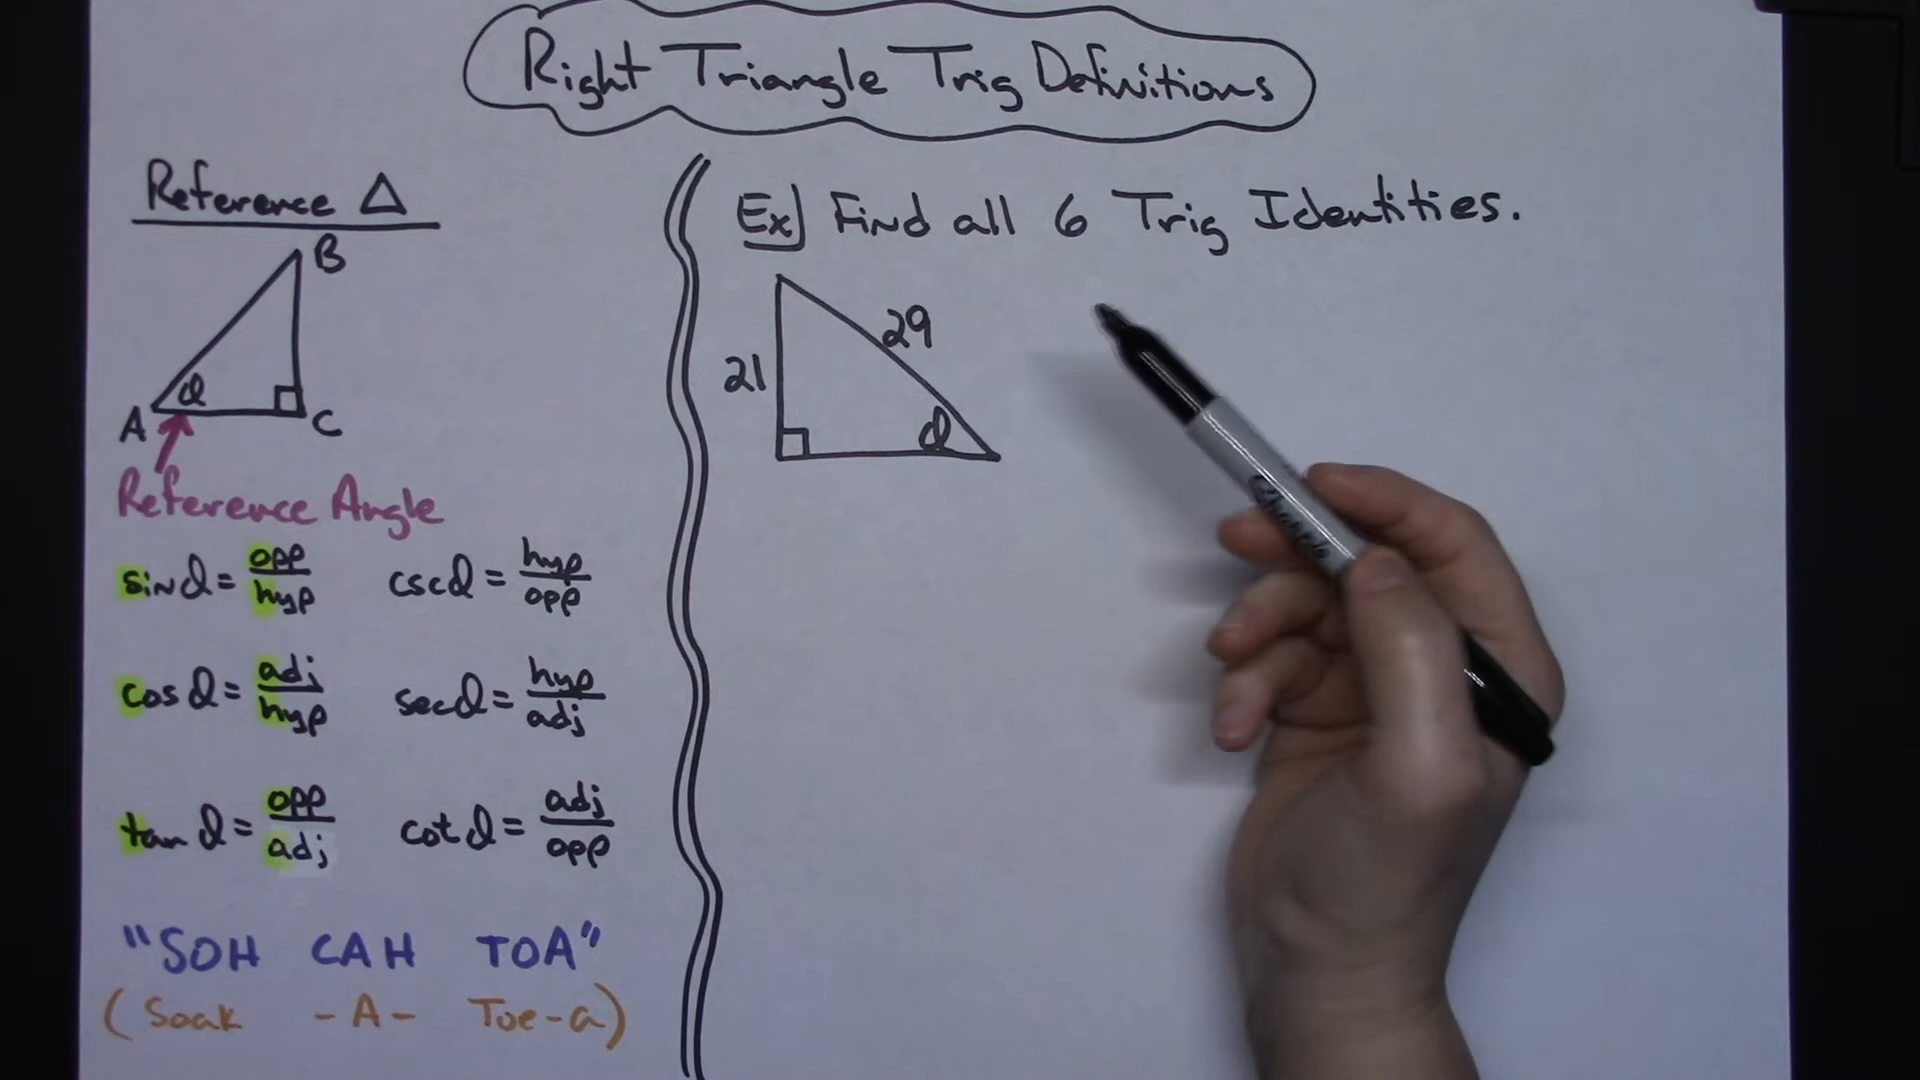 Right Triangle Trig Definitions
Reference Δ
B
A
α
C
Reference Angle
sin α = opp/hyp
csc α = hyp/opp
cos α = adj/hyp
sec α = hyp/adj
tan α = opp/adj
cot α = adj/opp
"SOH CAH TOA"
(Soak -A- Toe-a)
Ex) Find all 6 Trig Identities.
29
21
α
Sharpie